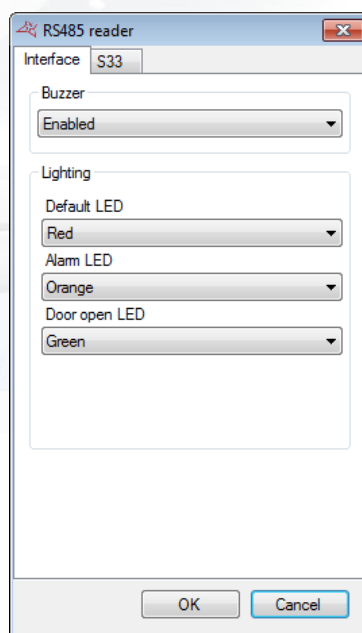 RS485 reader
Interface S33
Buzzer
Enabled
Lighting
Default LED
Red
Alarm LED
Orange
Door open LED
Green
OK Cancel